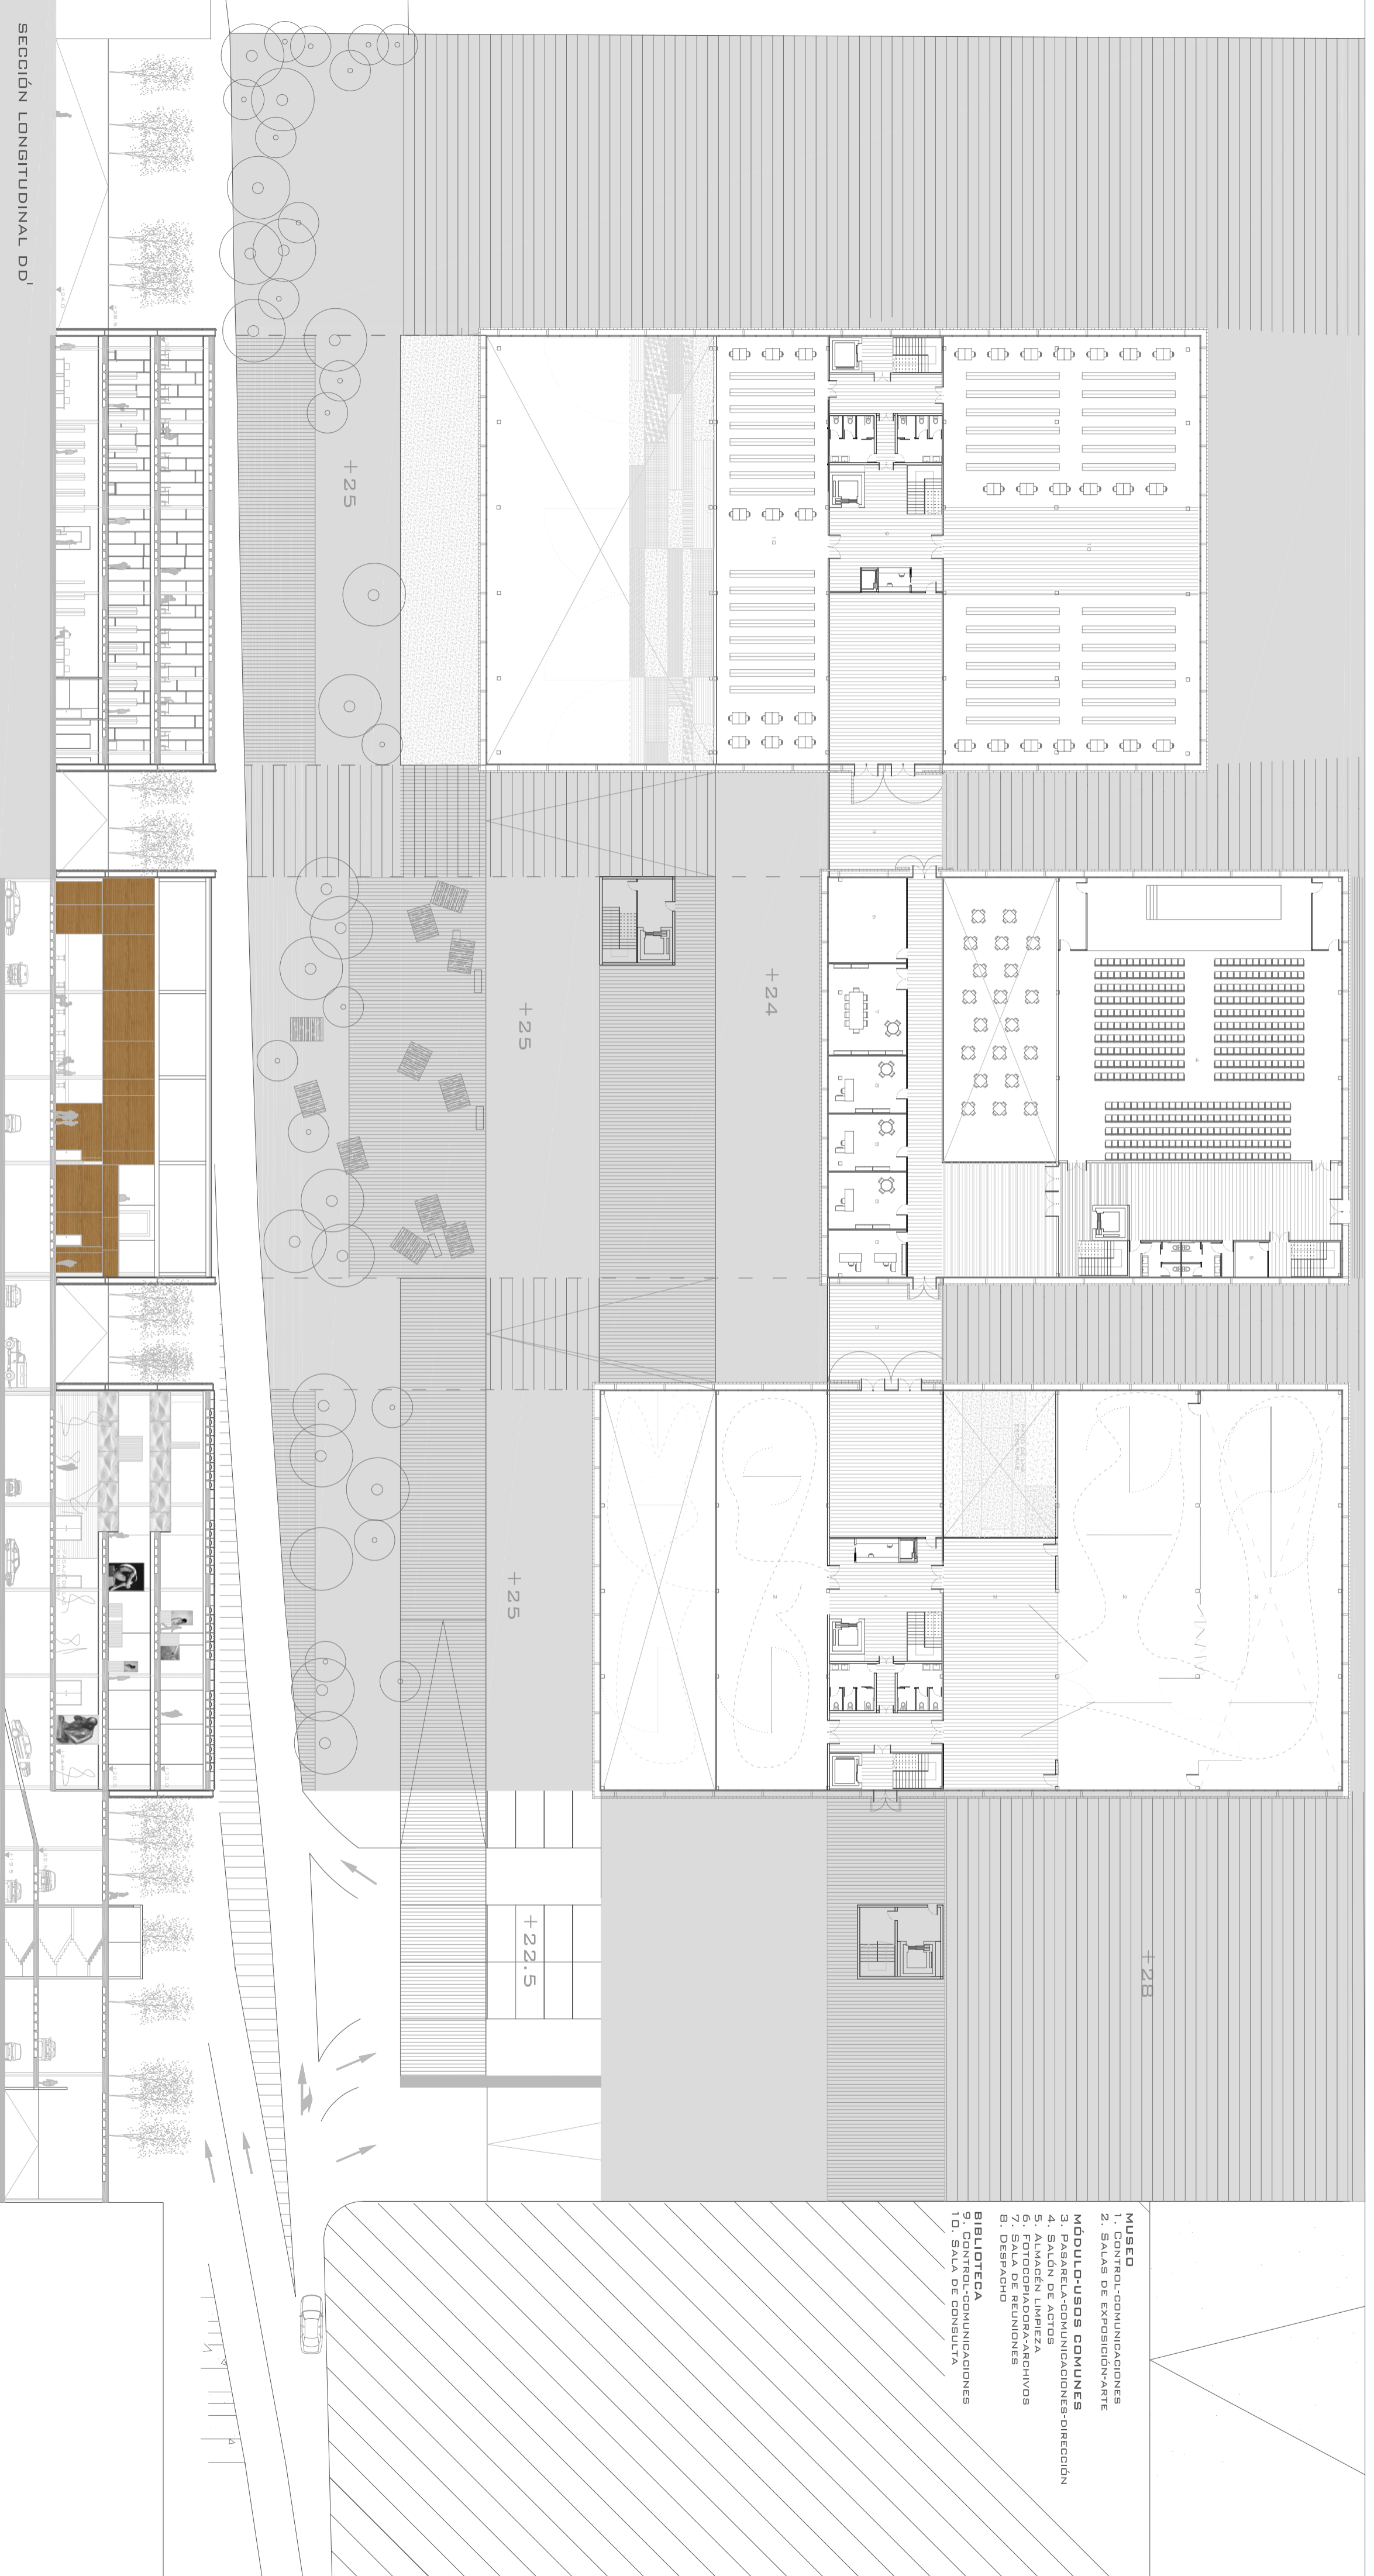 SECCIÓN LONGITUDINAL DD'
+25
+24
+25
+25
+22.5
+28
MUSEO
1. CONTROL-COMUNICACIONES
2. SALAS DE EXPOSICIÓN-ARTE
MÓDULO-USOS COMUNES
3. PASARELA-COMUNICACIONES-DIRECCIÓN
4. SALÓN DE ACTOS
5. ALMACÉN LIMPIEZA
6. FOTOCOPIADORA-ARCHIVOS
7. SALA DE REUNIONES
8. DESPACHO
BIBLIOTECA
9. CONTROL-COMUNICACIONES
10. SALA DE CONSULTA